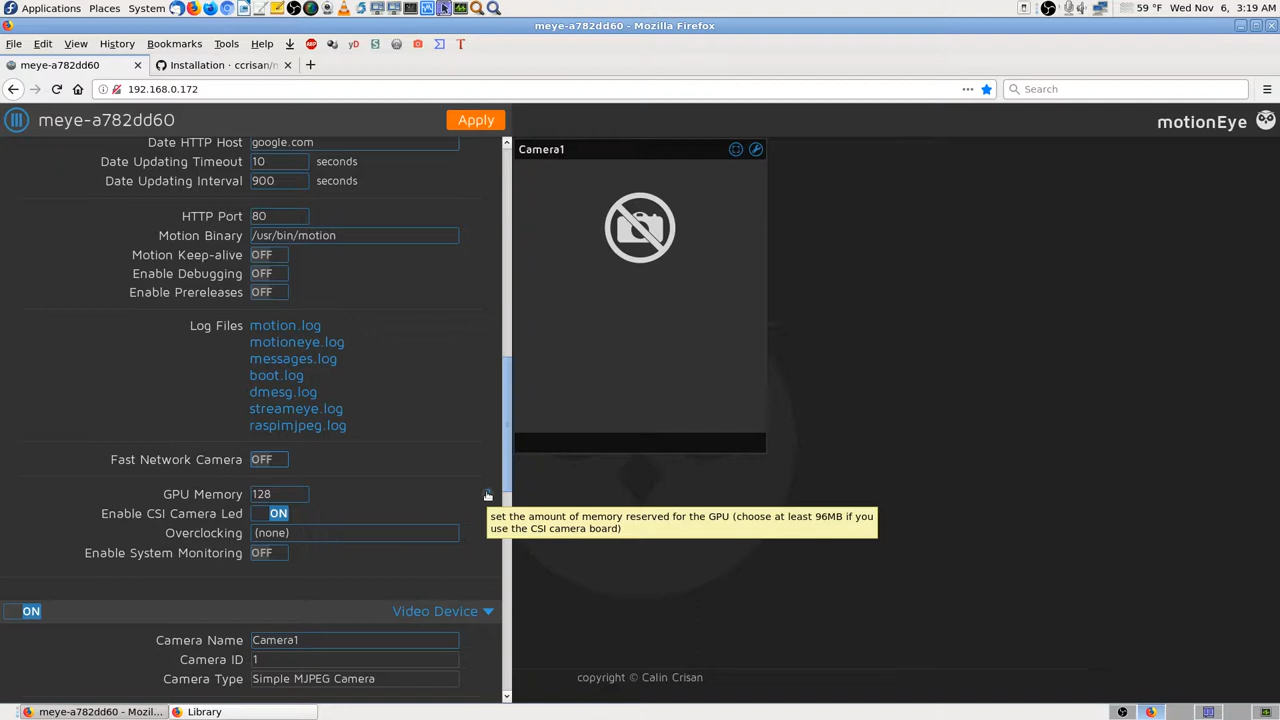 Applications Places System
59 °F Wed Nov 6, 3:19 AM
meye-a782dd60 - Mozilla Firefox
File Edit View History Bookmarks Tools Help
meye-a782dd60
Installation · ccrisan/m
192.168.0.172
Search
meye-a782dd60
Apply
motionEye
Date HTTP Host google.com
Date Updating Timeout 10 seconds
Date Updating Interval 900 seconds
HTTP Port 80
Motion Binary /usr/bin/motion
Motion Keep-alive OFF
Enable Debugging OFF
Enable Prereleases OFF
Log Files motion.log
motioneye.log
messages.log
boot.log
dmesg.log
streameye.log
raspimjpeg.log
Fast Network Camera OFF
GPU Memory 128
Enable CSI Camera Led ON
Overclocking (none)
Enable System Monitoring OFF
ON Video Device
Camera Name Camera1
Camera ID 1
Camera Type Simple MJPEG Camera
Camera1
set the amount of memory reserved for the GPU (choose at least 96MB if you
use the CSI camera board)
copyright © Calin Crisan
meye-a782dd60 - Mozil...
Library